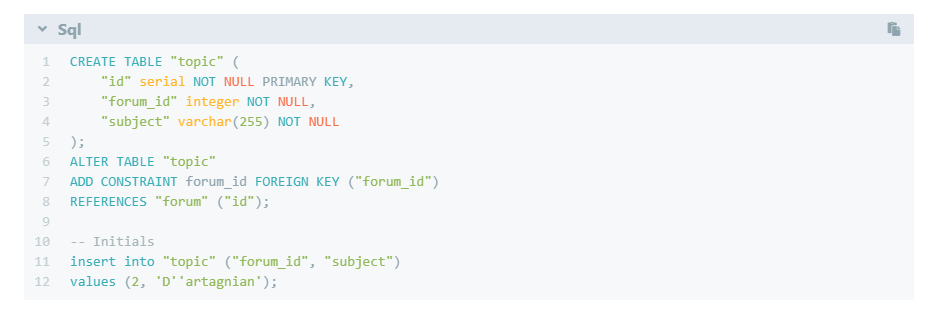 Sql
1 CREATE TABLE "topic" (
2     "id" serial NOT NULL PRIMARY KEY,
3     "forum_id" integer NOT NULL,
4     "subject" varchar(255) NOT NULL
5 );
6 ALTER TABLE "topic"
7 ADD CONSTRAINT forum_id FOREIGN KEY ("forum_id")
8 REFERENCES "forum" ("id");
9
10 -- Initials
11 insert into "topic" ("forum_id", "subject")
12 values (2, 'D''artagnian');